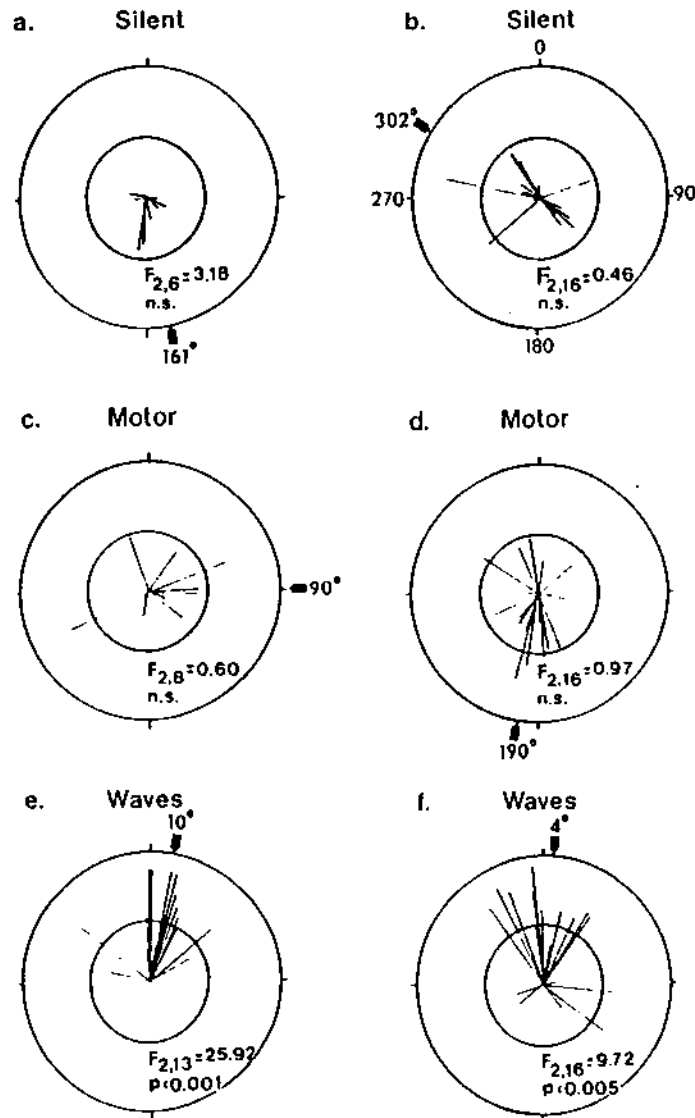 a. Silent
161°
F2,6=3.18
n.s.
b. Silent
0
302°
270
90
F2,16=0.46
n.s.
180
c. Motor
90°
F2,8=0.60
n.s.
d. Motor
F2,16=0.97
n.s.
190°
e. Waves
10°
F2,13=25.92
p<0.001
f. Waves
4°
F2,16=9.72
p<0.005